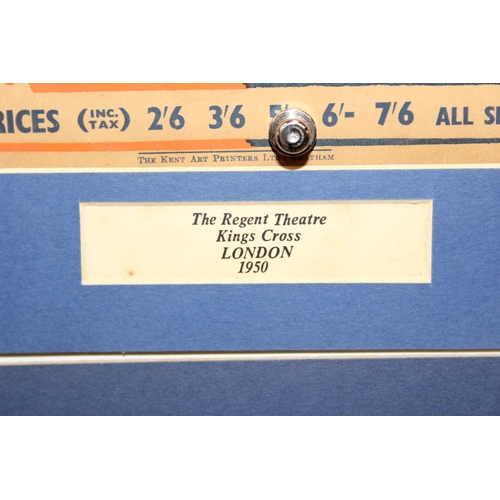 RICES (INC. TAX) 2'6 3'6 6'- 7'6 ALL
THE KENT ART PRINTERS
The Regent Theatre
Kings Cross
LONDON
1950